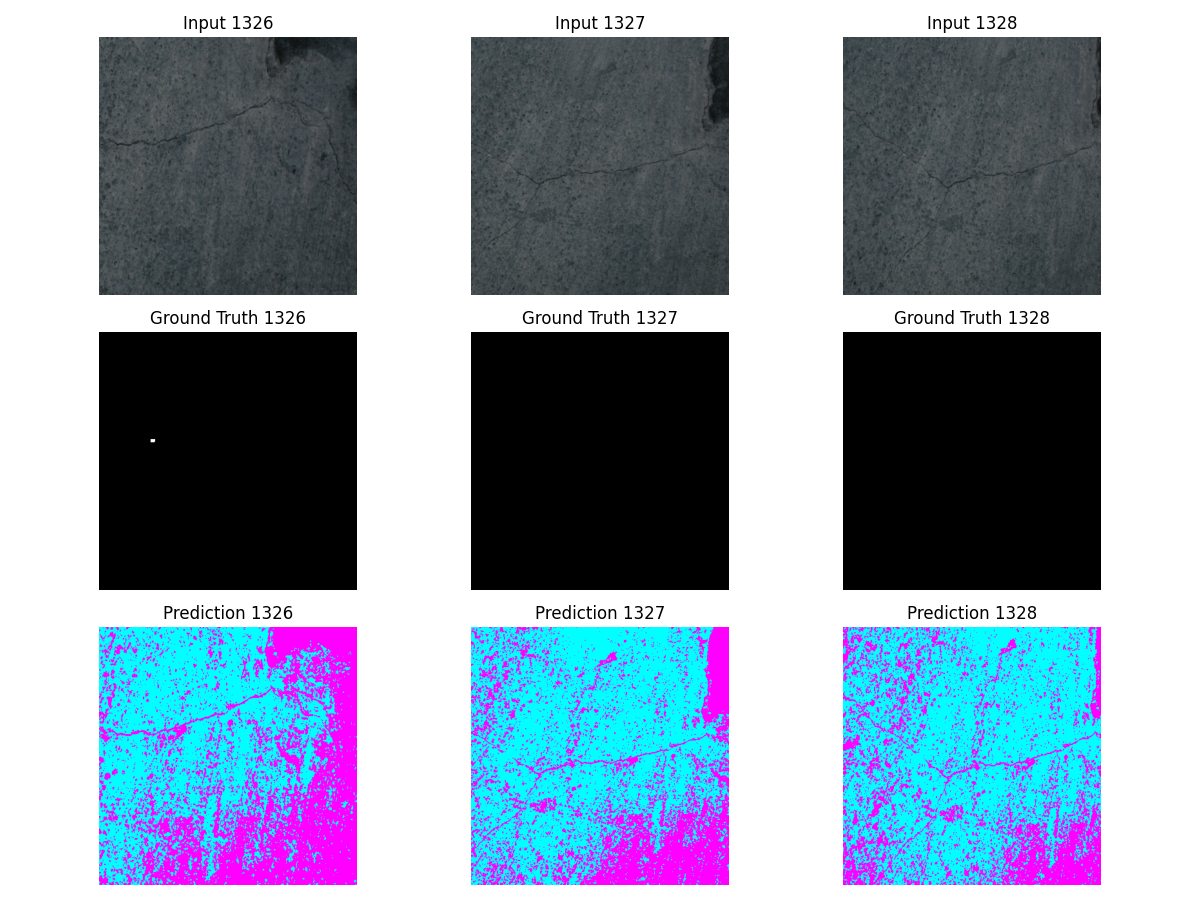 Input 1326
Input 1327
Input 1328
Ground Truth 1326
Ground Truth 1327
Ground Truth 1328
Prediction 1326
Prediction 1327
Prediction 1328